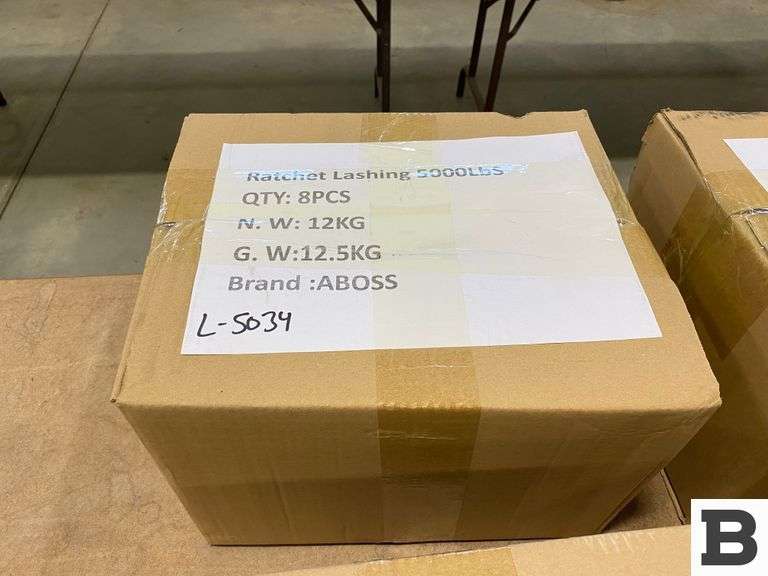 Ratchet Lashing 5000LbS
QTY: 8PCS
N. W: 12KG
G. W:12.5KG
Brand :ABOSS
L-5034
B